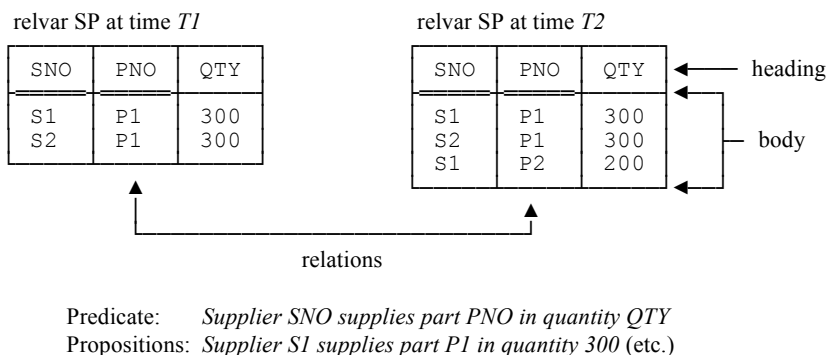 relvar SP at time T1 relvar SP at time T2
SNO PNO QTY SNO PNO QTY heading
S1 P1 300 S1 P1 300
S2 P1 300 S2 P1 300 body
S1 P2 200
relations
Predicate: Supplier SNO supplies part PNO in quantity QTY
Propositions: Supplier S1 supplies part P1 in quantity 300 (etc.)